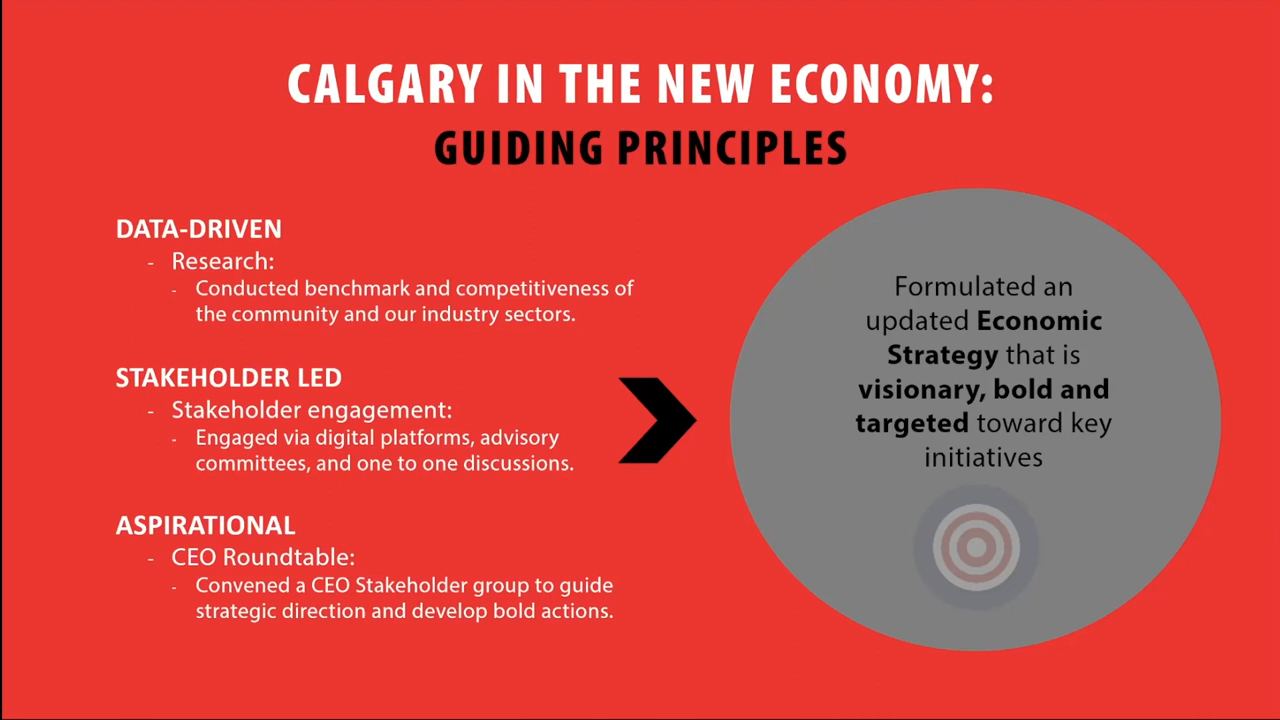 CALGARY IN THE NEW ECONOMY:
GUIDING PRINCIPLES
DATA-DRIVEN
- Research:
- Conducted benchmark and competitiveness of
the community and our industry sectors.
STAKEHOLDER LED
- Stakeholder engagement:
- Engaged via digital platforms, advisory
committees, and one to one discussions.
ASPIRATIONAL
- CEO Roundtable:
- Convened a CEO Stakeholder group to guide
strategic direction and develop bold actions.
Formulated an
updated Economic
Strategy that is
visionary, bold and
targeted toward key
initiatives